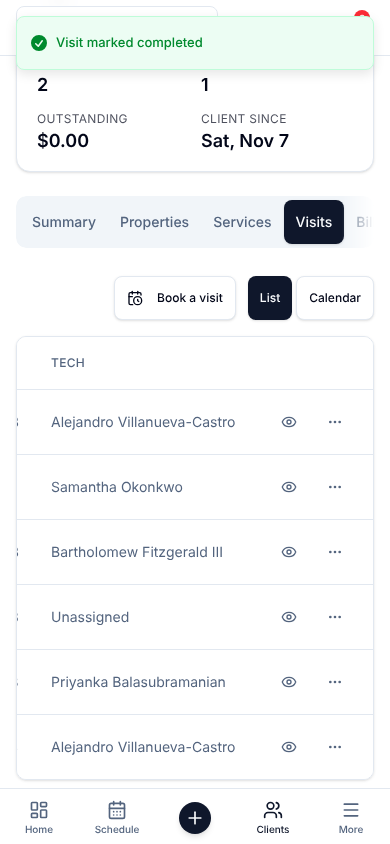 Visit marked completed
2
1
OUTSTANDING
CLIENT SINCE
$0.00
Sat, Nov 7
Summary
Properties
Services
Visits
Book a visit
List
Calendar
TECH
Alejandro Villanueva-Castro
Samantha Okonkwo
Bartholomew Fitzgerald III
Unassigned
Priyanka Balasubramanian
Alejandro Villanueva-Castro
Home
Schedule
Clients
More